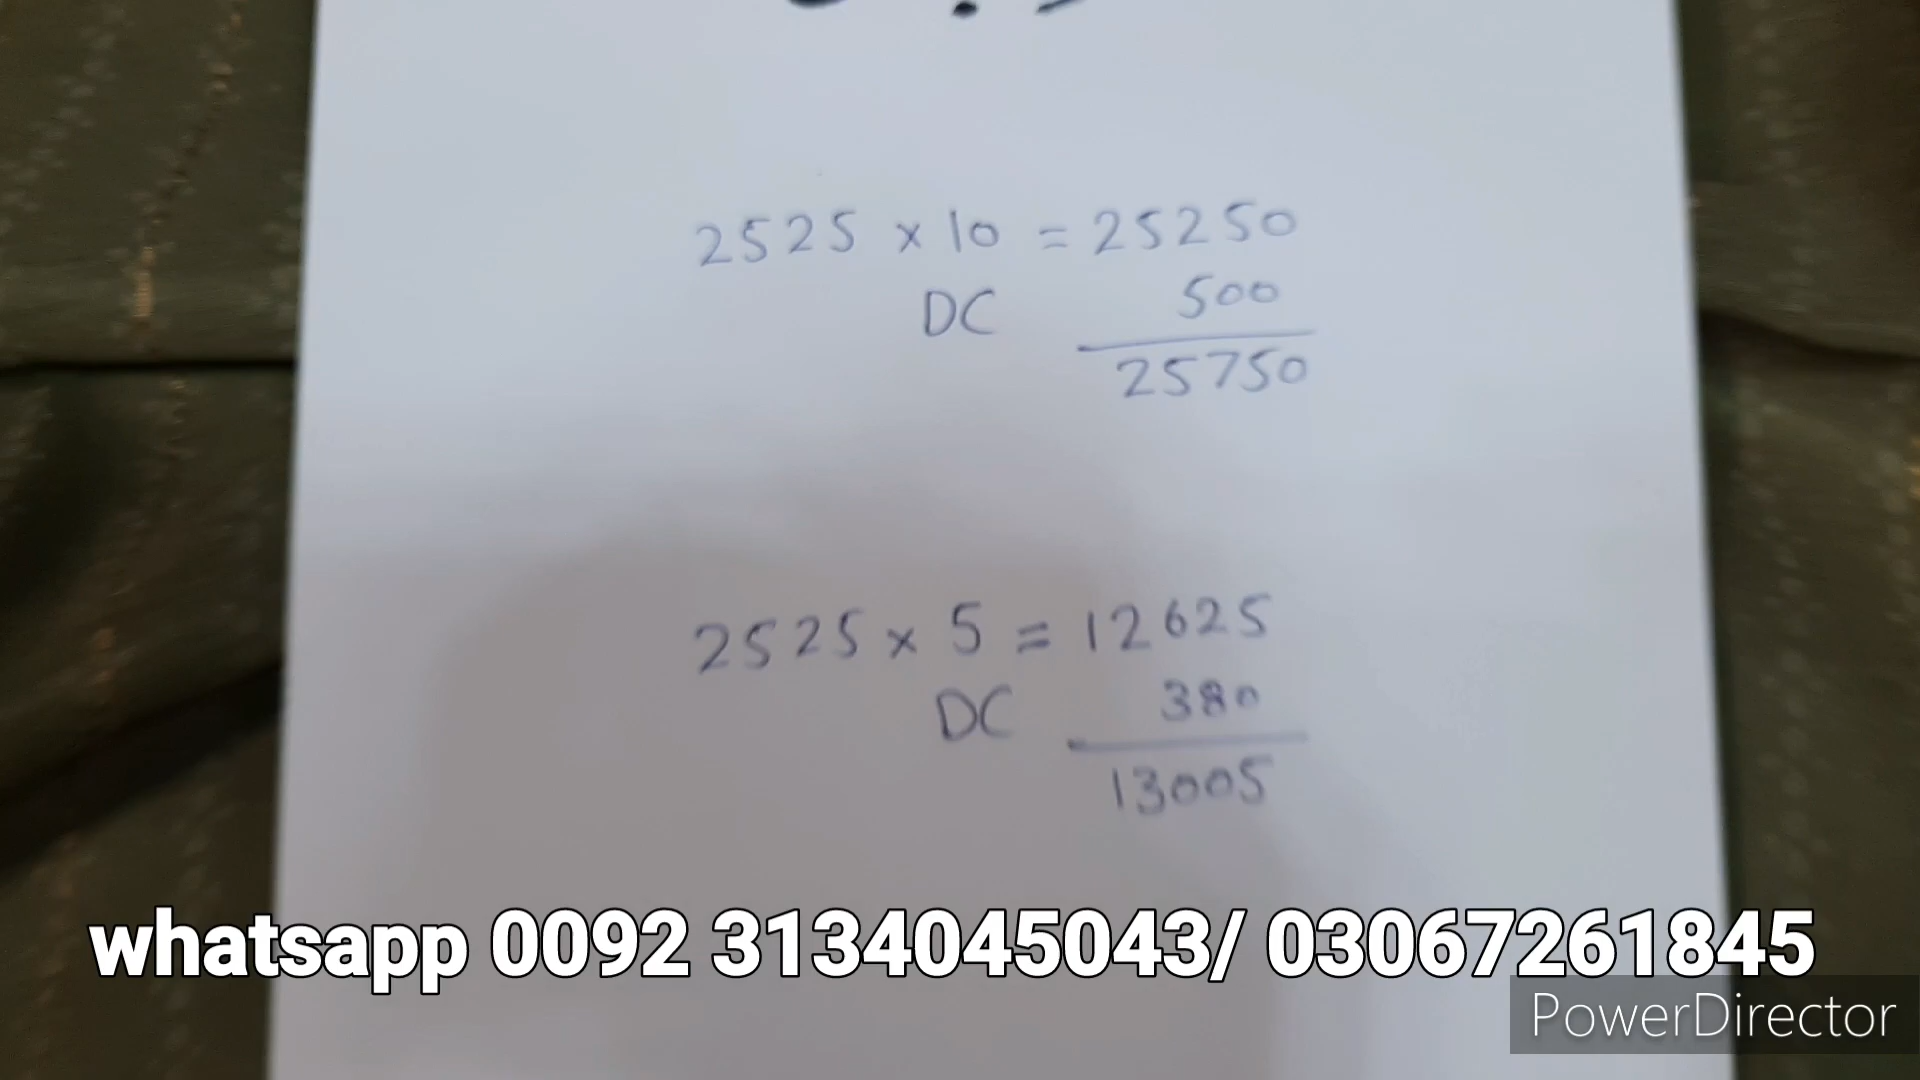 2525 × 10 = 25250
DC 500
25750
2525 × 5 = 12625
DC 380
13005
whatsapp 0092 3134045043/ 03067261845
PowerDirector